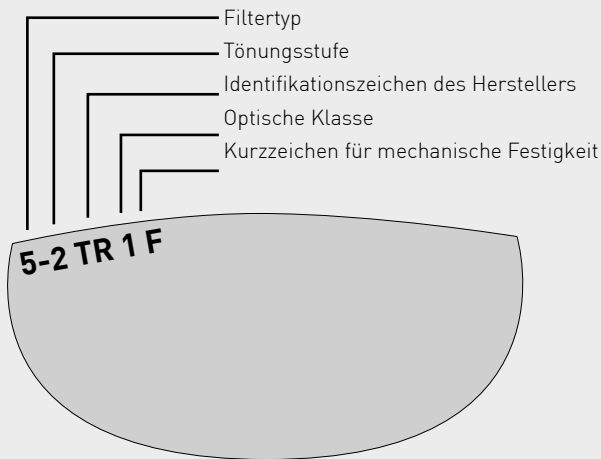 Filtertyp
Tönungsstufe
Identifikationszeichen des Herstellers
Optische Klasse
Kurzzeichen für mechanische Festigkeit
5-2 TR 1 F